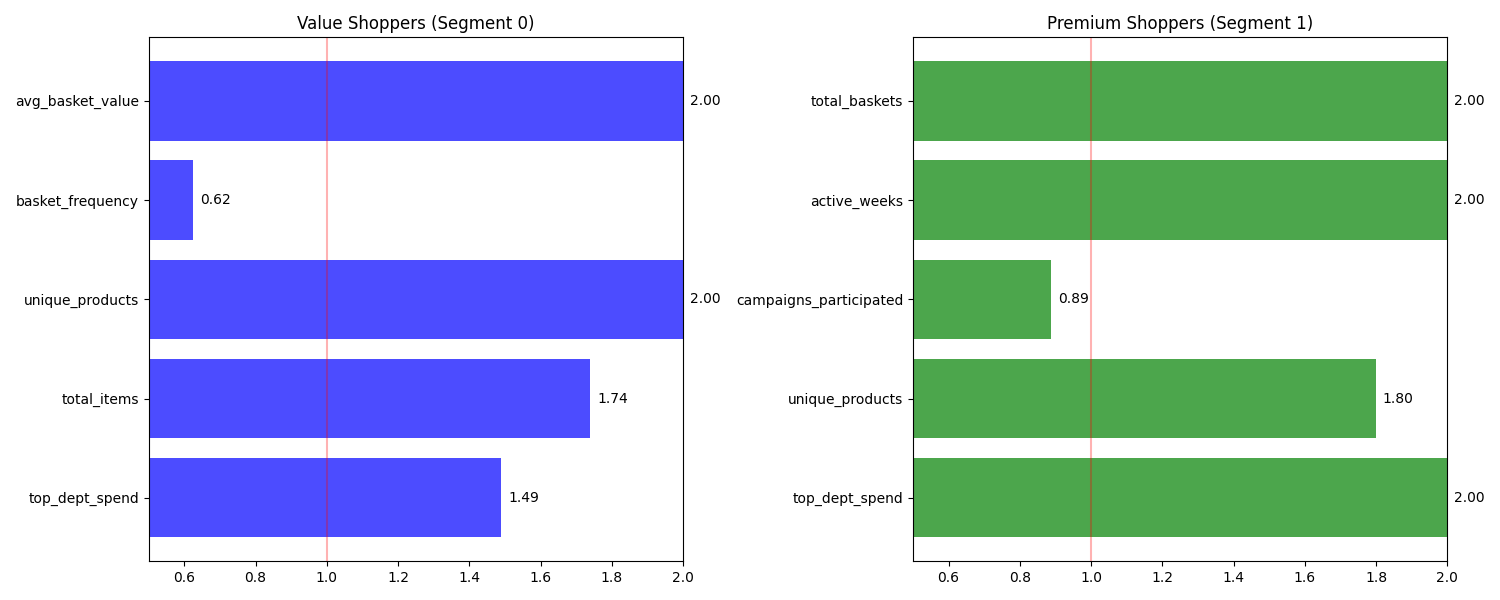 Value Shoppers (Segment 0)
avg_basket_value
2.00
basket_frequency
0.62
unique_products
2.00
total_items
1.74
top_dept_spend
1.49
0.6 0.8 1.0 1.2 1.4 1.6 1.8 2.0
Premium Shoppers (Segment 1)
total_baskets
2.00
active_weeks
2.00
campaigns_participated
0.89
unique_products
1.80
top_dept_spend
2.00
0.6 0.8 1.0 1.2 1.4 1.6 1.8 2.0